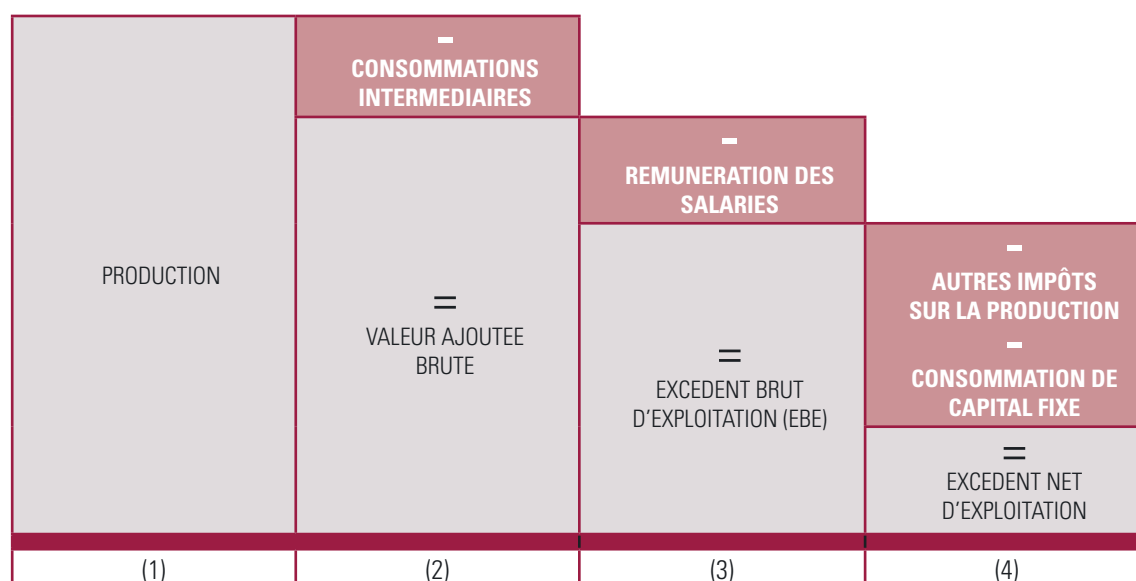 PRODUCTION
-
CONSOMMATIONS
INTERMEDIAIRES
=
VALEUR AJOUTEE
BRUTE
-
REMUNERATION DES
SALARIES
=
EXCEDENT BRUT
D'EXPLOITATION (EBE)
-
AUTRES IMPÔTS
SUR LA PRODUCTION
-
CONSOMMATION DE
CAPITAL FIXE
=
EXCEDENT NET
D'EXPLOITATION
(1)
(2)
(3)
(4)